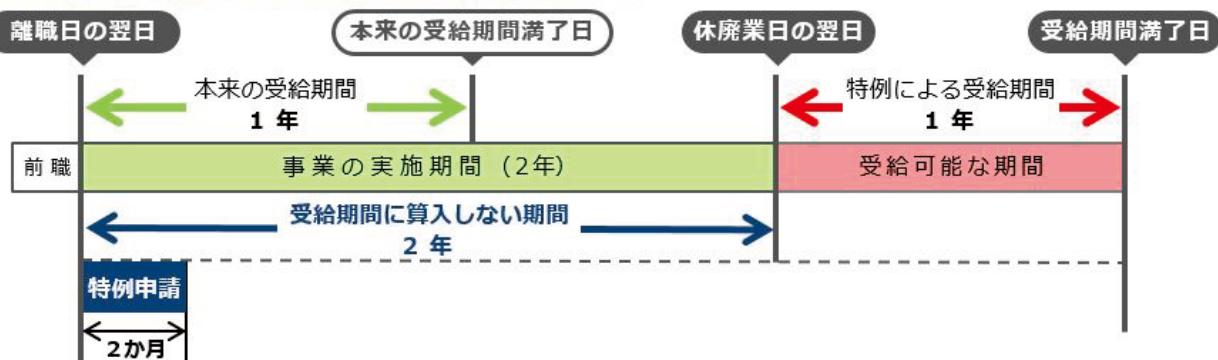 離職日の翌日
本来の受給期間満了日
休廃業日の翌日
受給期間満了日
本来の受給期間
1 年
特例による受給期間
1 年
前職
事業の実施期間(2年)
受給可能な期間
受給期間に算入しない期間
2 年
特例申請
2か月